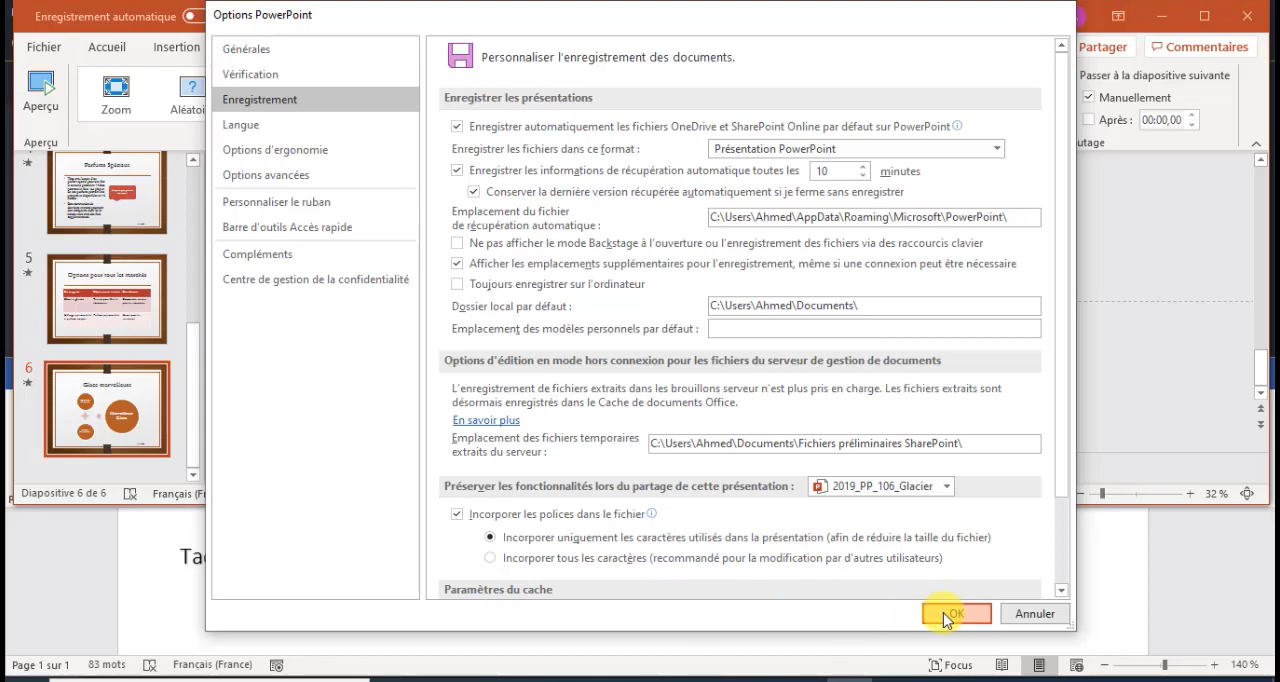 Enregistrement automatique
Options PowerPoint
Fichier
Accueil
Insertion
Partager
Commentaires
Aperçu
Zoom
Aperçu
Passer à la diapositive suivante
Manuellement
Après :
00:00,00
Générales
Vérification
Enregistrement
Langue
Options d'ergonomie
Options avancées
Personnaliser le ruban
Barre d'outils Accès rapide
Compléments
Centre de gestion de la confidentialité
Personnaliser l'enregistrement des documents.
Enregistrer les présentations
Enregistrer automatiquement les fichiers OneDrive et SharePoint Online par défaut sur PowerPoint
Enregistrer les fichiers dans ce format :
Présentation PowerPoint
Enregistrer les informations de récupération automatique toutes les 10 minutes
Conserver la dernière version récupérée automatiquement si je ferme sans enregistrer
Emplacement du fichier
de récupération automatique :
C:\Users\Ahmed\AppData\Roaming\Microsoft\PowerPoint\
Ne pas afficher le mode Backstage à l'ouverture ou l'enregistrement des fichiers via des raccourcis clavier
Afficher les emplacements supplémentaires pour l'enregistrement, même si une connexion peut être nécessaire
Toujours enregistrer sur l'ordinateur
Dossier local par défaut :
C:\Users\Ahmed\Documents\
Emplacement des modèles personnels par défaut :
Options d'édition en mode hors connexion pour les fichiers du serveur de gestion de documents
L'enregistrement de fichiers extraits dans les brouillons serveur n'est plus pris en charge. Les fichiers extraits sont
désormais enregistrés dans le Cache de documents Office.
En savoir plus
Emplacement des fichiers temporaires
extraits du serveur :
C:\Users\Ahmed\Documents\Fichiers préliminaires SharePoint\
Préserver les fonctionnalités lors du partage de cette présentation :
2019_PP_106_Glacier
Incorporer les polices dans le fichier
Incorporer uniquement les caractères utilisés dans la présentation (afin de réduire la taille du fichier)
Incorporer tous les caractères (recommandé pour la modification par d'autres utilisateurs)
Paramètres du cache
OK
Annuler
Parfums Spéciaux
5
Options pour tous les marchés
6
Glace merveilleuse
Diapositive 6 de 6
32 %
Page 1 sur 1
83 mots
Français (France)
Focus
140 %